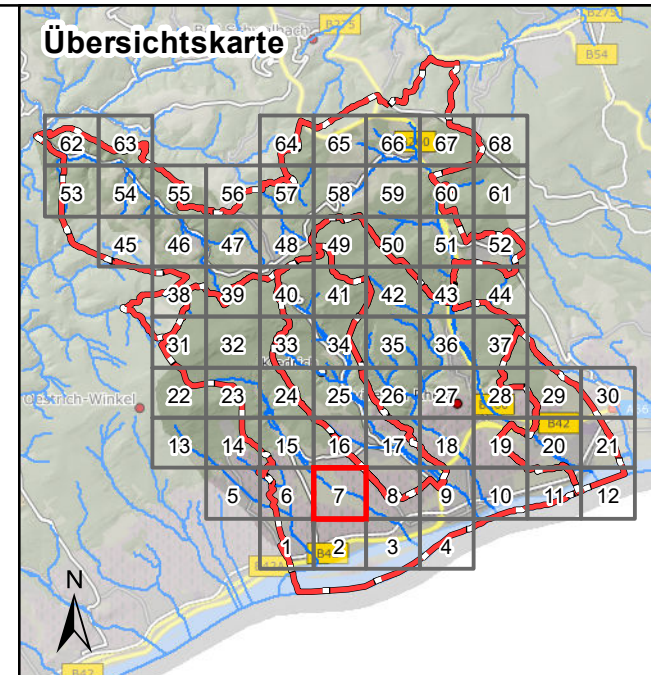 Übersichtskarte
B275
B54
62 63 64 65 66 67 68
53 54 55 56 57 58 59 60 61
45 46 47 48 49 50 51 52
38 39 40 41 42 43 44
31 32 33 34 35 36 37
Oestrich-Winkel
22 23 24 25 26 27 28 29 30
B42
13 14 15 16 17 18 19 20 21
5 6 7 8 9 10 11 12
1 2 3 4
N
B42